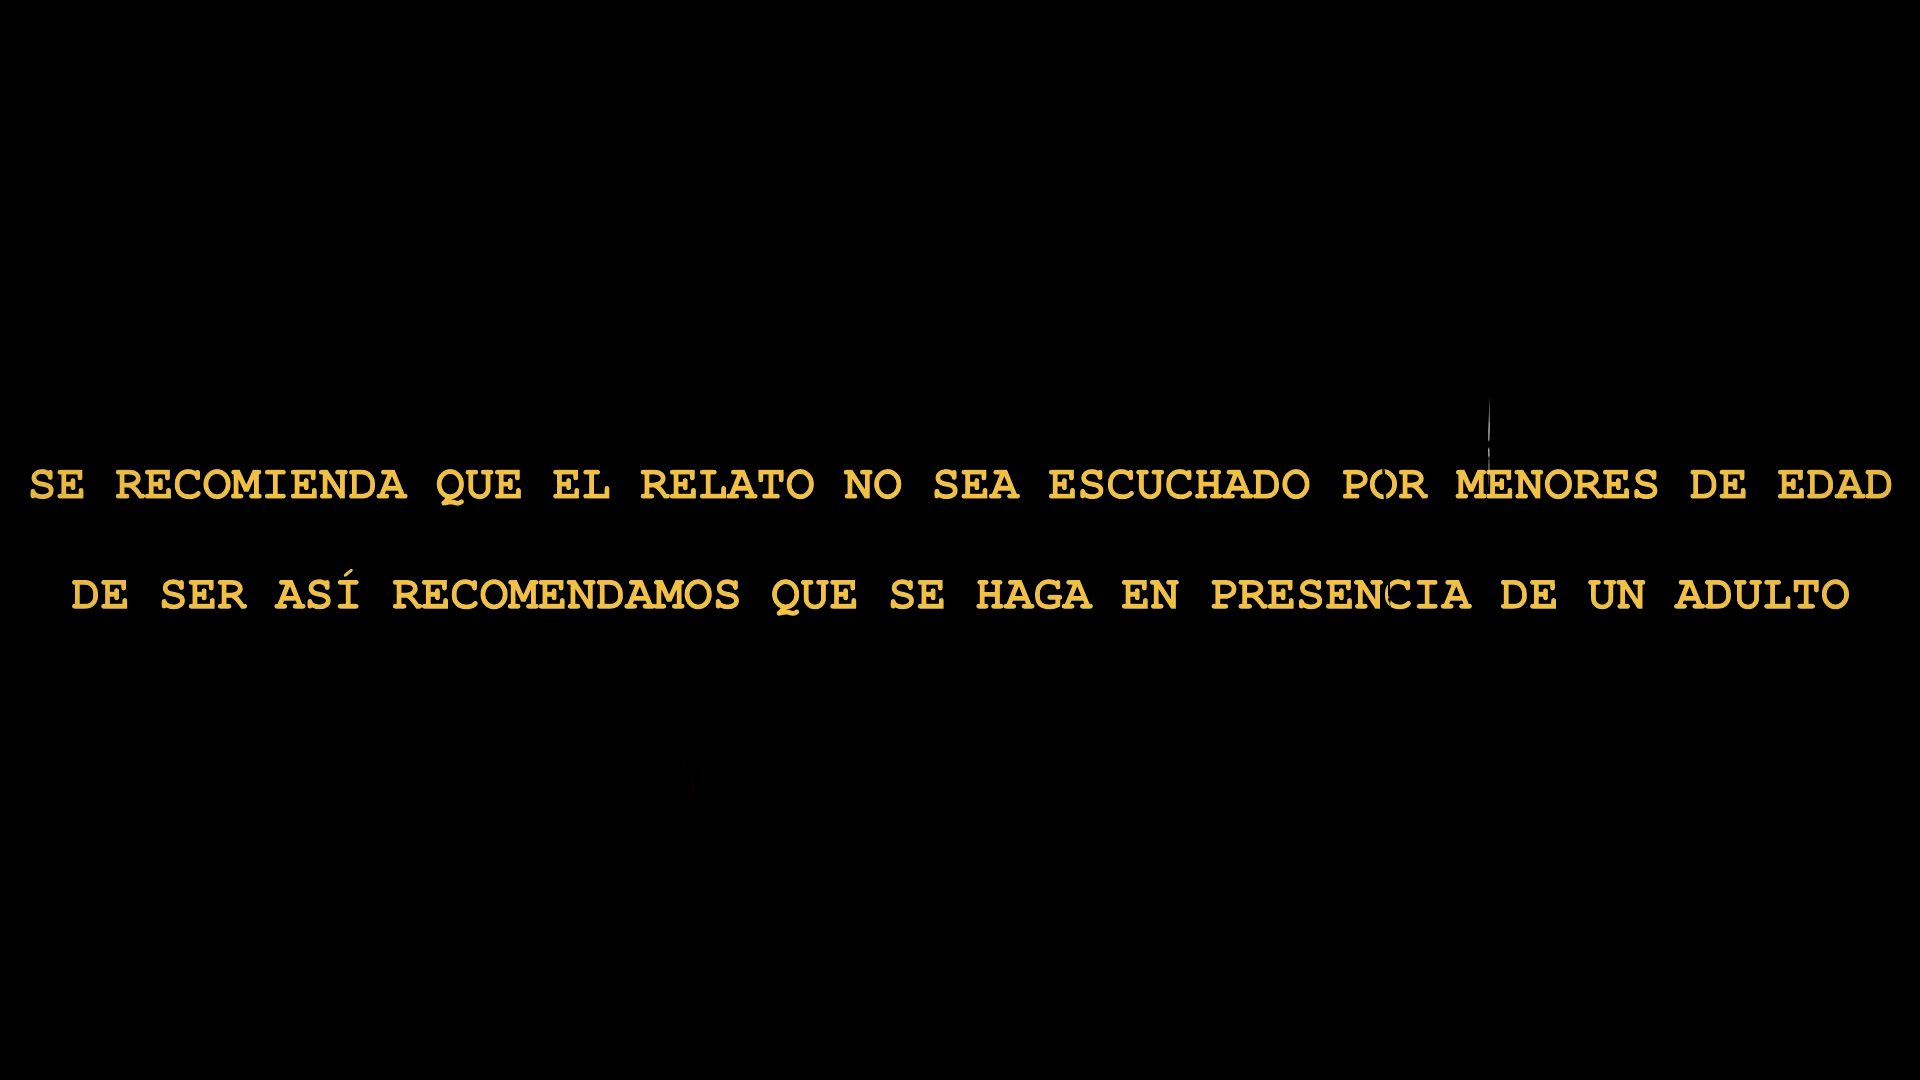 SE RECOMIENDA QUE EL RELATO NO SEA ESCUCHADO POR MENORES DE EDAD
DE SER ASÍ RECOMENDAMOS QUE SE HAGA EN PRESENCIA DE UN ADULTO